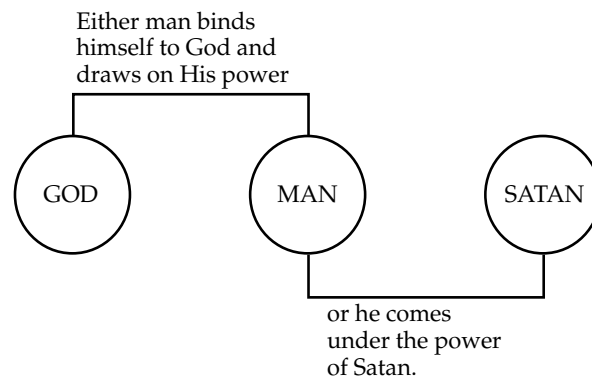 Either man binds
himself to God and
draws on His power
GOD
MAN
SATAN
or he comes
under the power
of Satan.